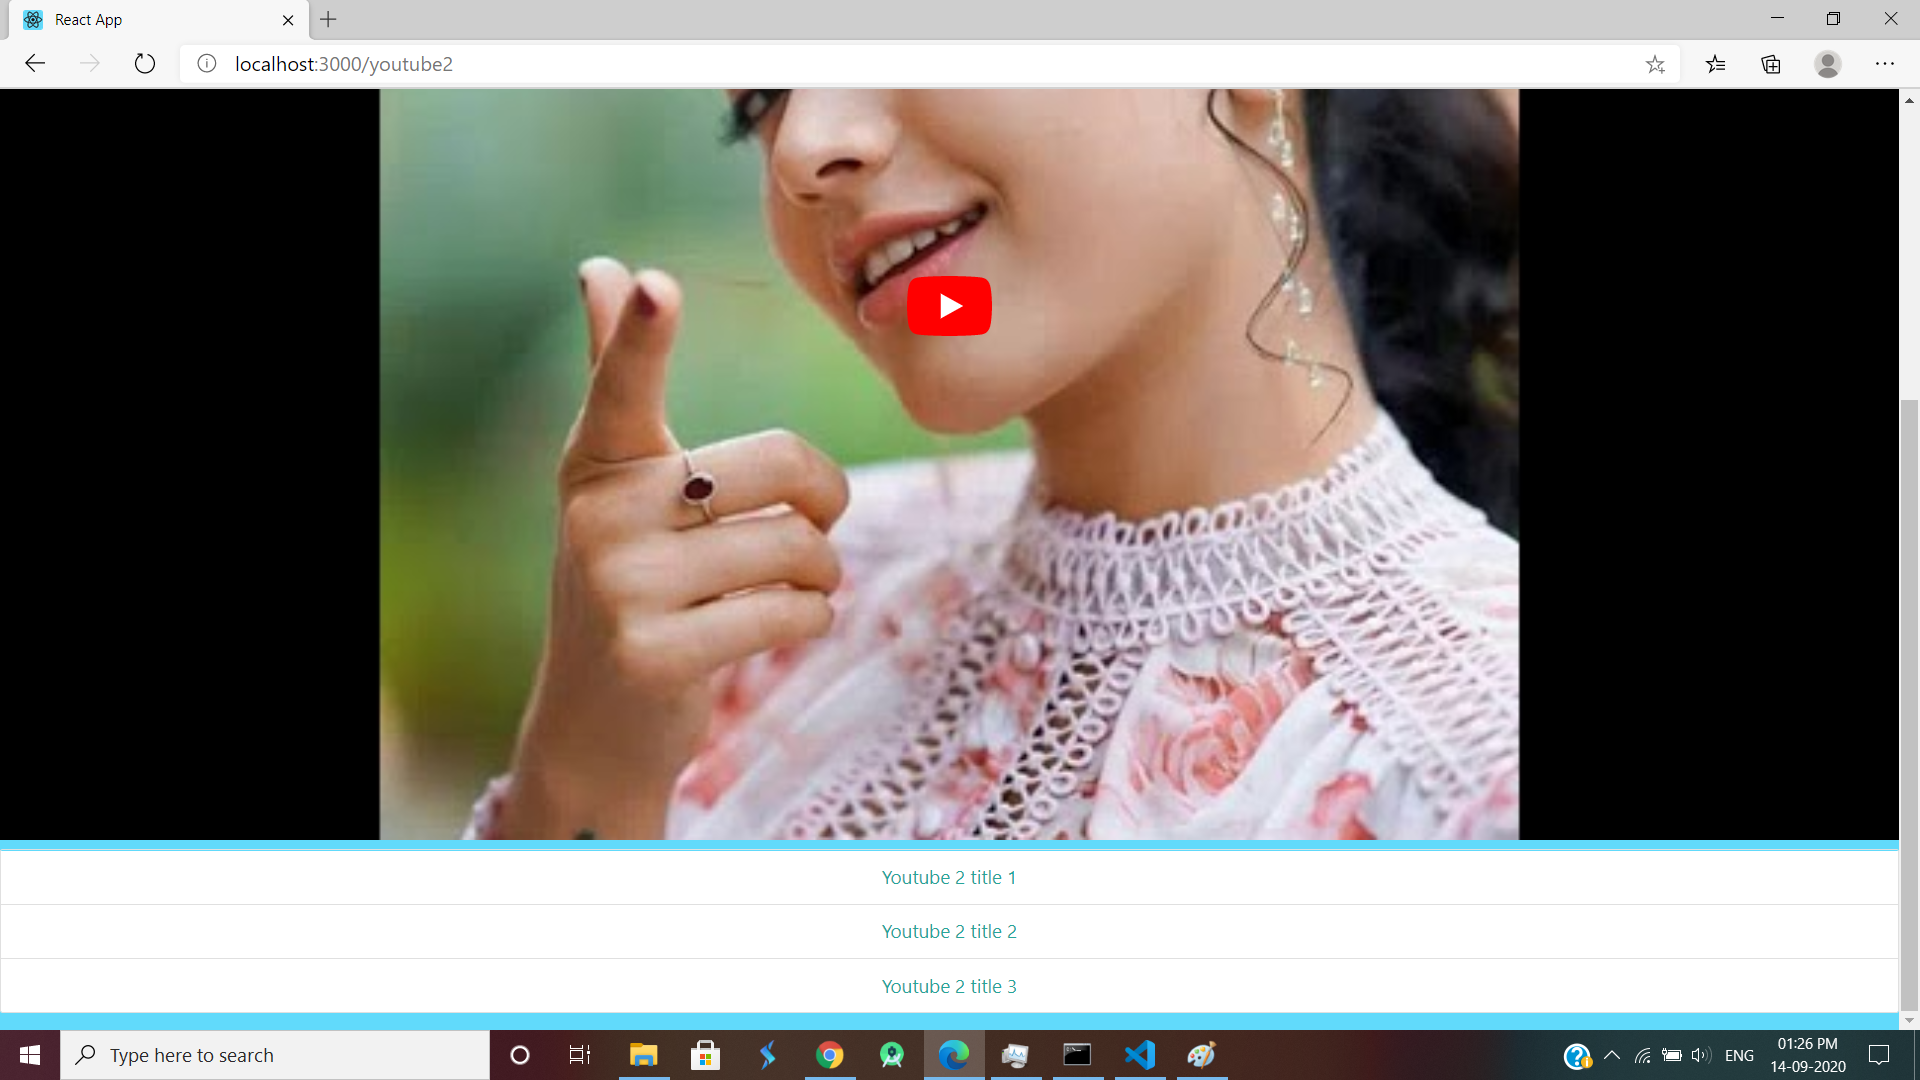 React App
localhost:3000/youtube2
Youtube 2 title 1
Youtube 2 title 2
Youtube 2 title 3
Type here to search
ENG
01:26 PM
14-09-2020